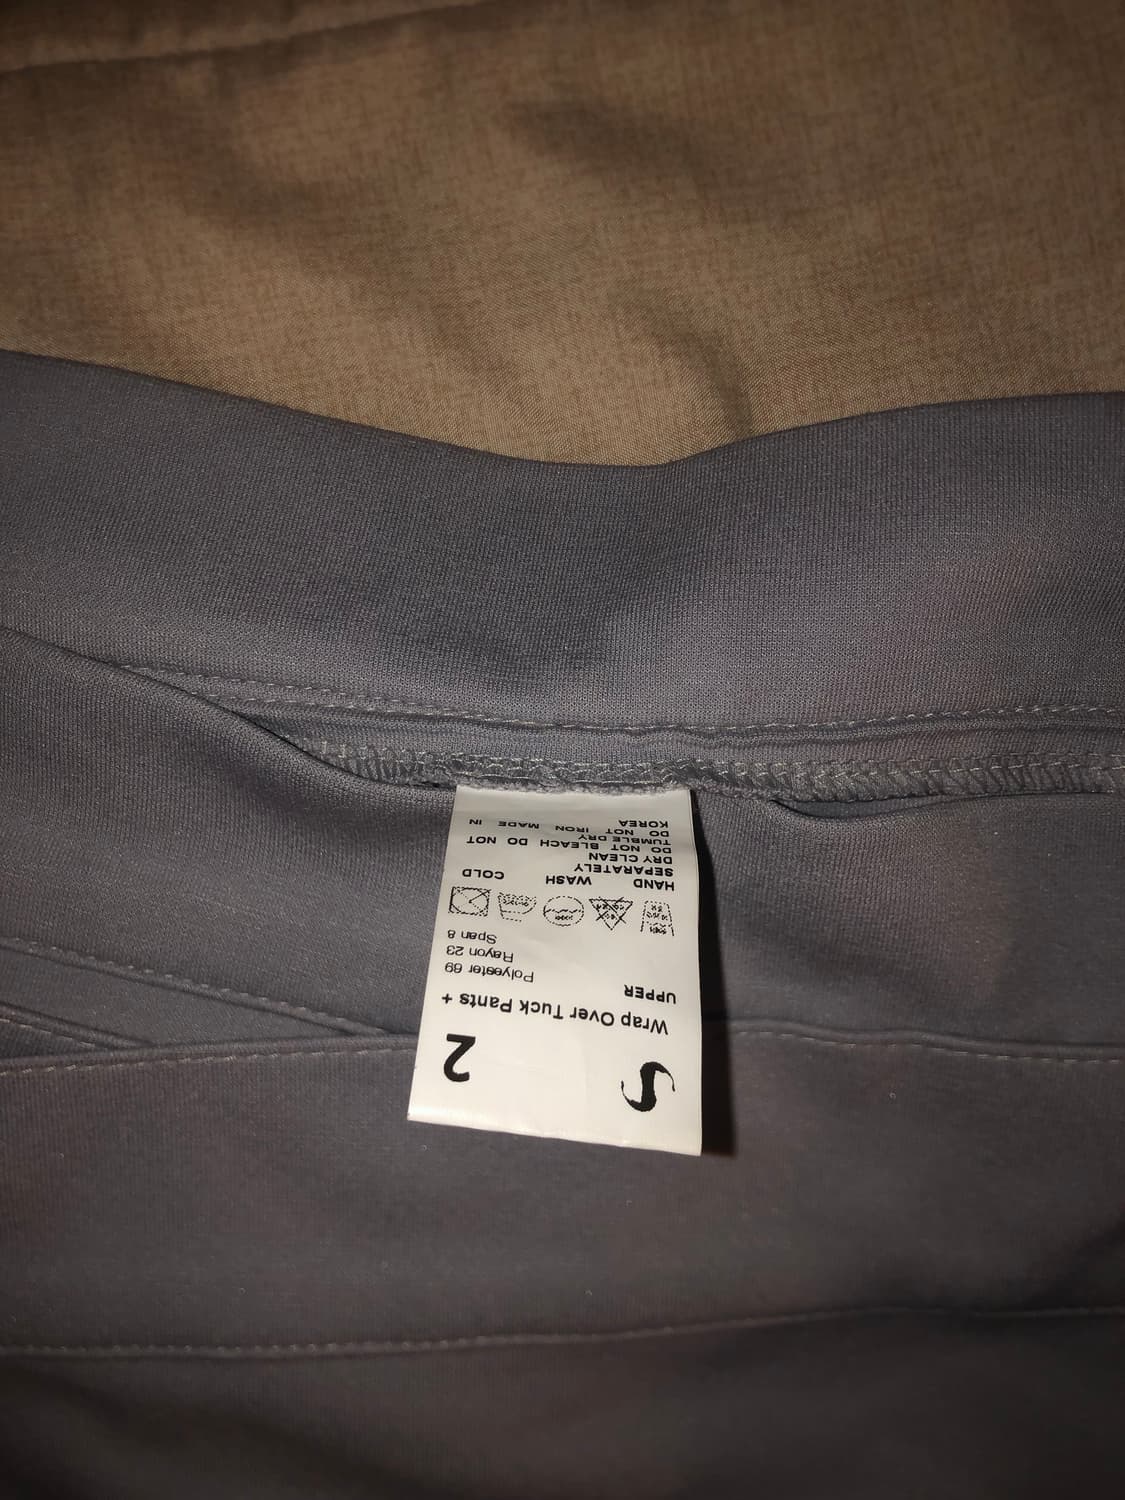 S 2
Wrap Over Tuck Pants +
UPPER
Polyester 69
Rayon 23
Span 8
HAND WASH COLD
SEPARATELY
DRY CLEAN
DO NOT BLEACH DO NOT
TUMBLE DRY
DO NOT IRON MADE IN
KOREA